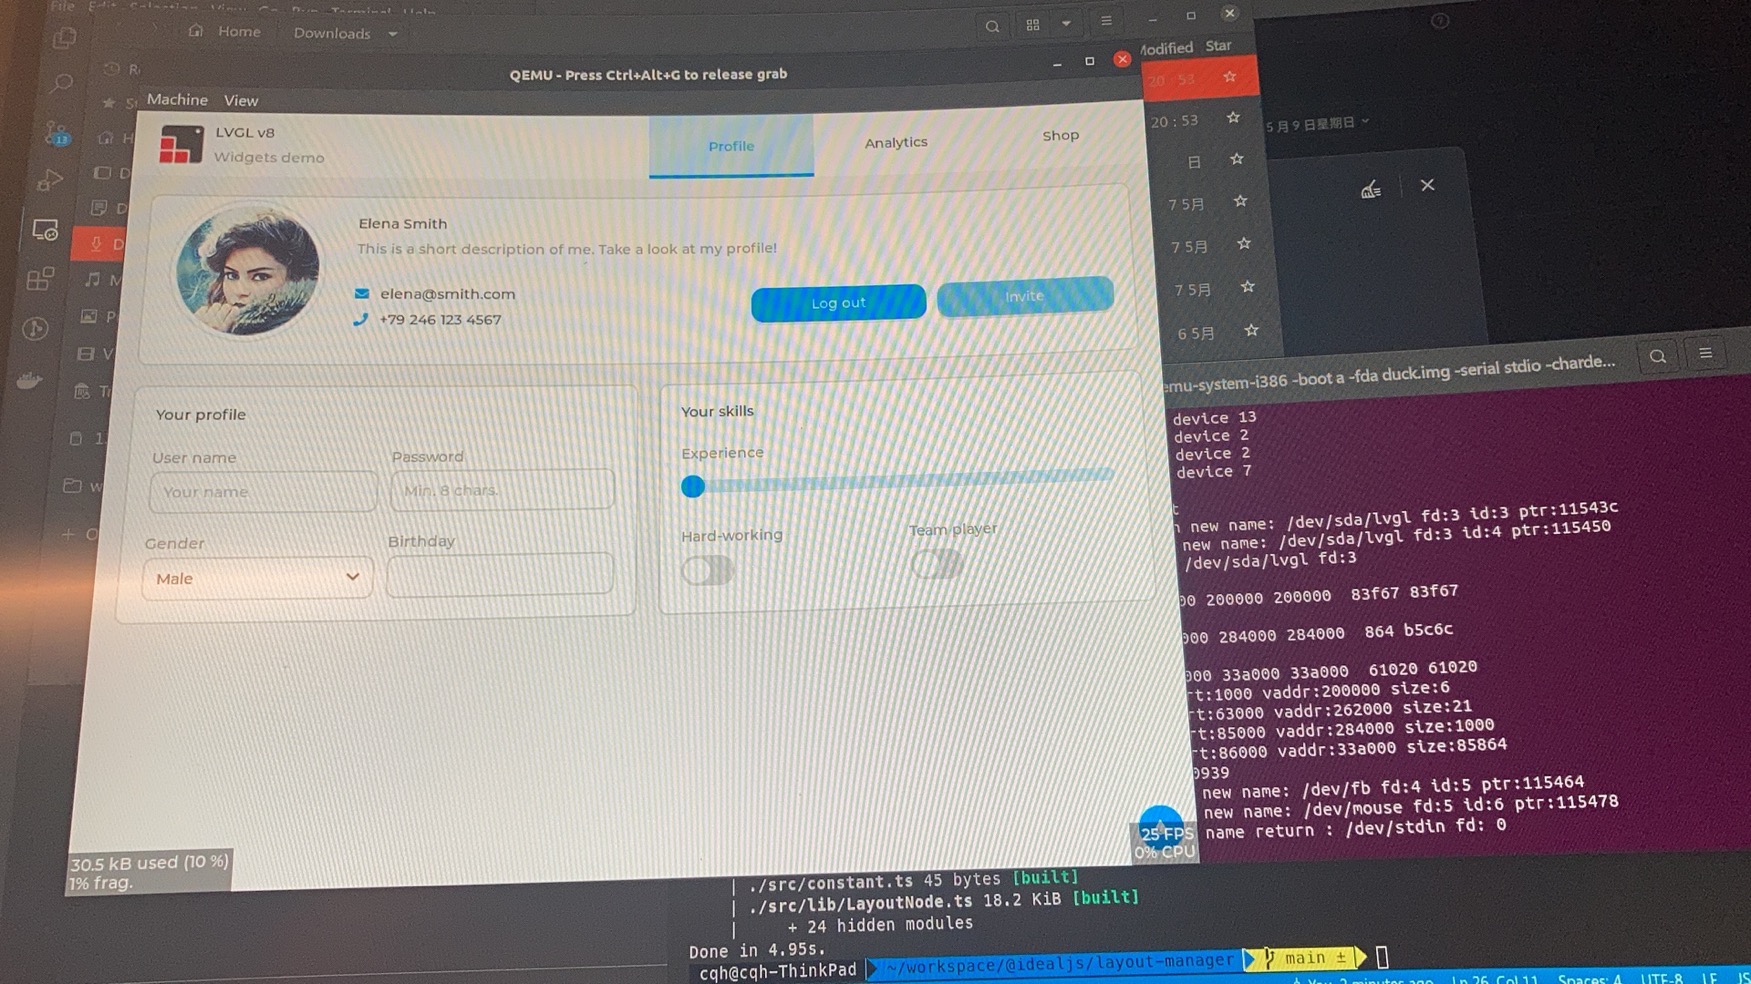 File
Home
Downloads
Modified Star
QEMU - Press Ctrl+Alt+G to release grab
Machine View
20 : 53
20 : 53
日
7 5月
7 5月
7 5月
6 5月
5 月 9 日星期日
13
LVGL v8
Widgets demo
Profile
Analytics
Shop
Elena Smith
This is a short description of me. Take a look at my profile!
elena@smith.com
+79 246 123 4567
Log out
Invite
Your profile
User name
Password
Your name
Min. 8 chars.
Gender
Birthday
Male
Your skills
Experience
Hard-working
Team player
30.5 kB used (10 %)
1% frag.
25 FPS
0% CPU
emu-system-i386 -boot a -fda duck.img -serial stdio -charde...
device 13
device 2
device 2
device 7
new name: /dev/sda/lvgl fd:3 id:3 ptr:11543c
new name: /dev/sda/lvgl fd:3 id:4 ptr:115450
/dev/sda/lvgl fd:3
00 200000 200000 83f67 83f67
000 284000 284000 864 b5c6c
000 33a000 33a000 61020 61020
rt:1000 vaddr:200000 size:6
rt:63000 vaddr:262000 size:21
rt:85000 vaddr:284000 size:1000
rt:86000 vaddr:33a000 size:85864
0939
new name: /dev/fb fd:4 id:5 ptr:115464
new name: /dev/mouse fd:5 id:6 ptr:115478
name return : /dev/stdin fd: 0
| ./src/constant.ts 45 bytes [built]
| ./src/lib/LayoutNode.ts 18.2 KiB [built]
| + 24 hidden modules
Done in 4.95s.
cqh@cqh-ThinkPad ~/workspace/@idealjs/layout-manager main ±
You, 2 minutes ago Ln 26, Col 11 Spaces: 4 UTF-8 LF JS